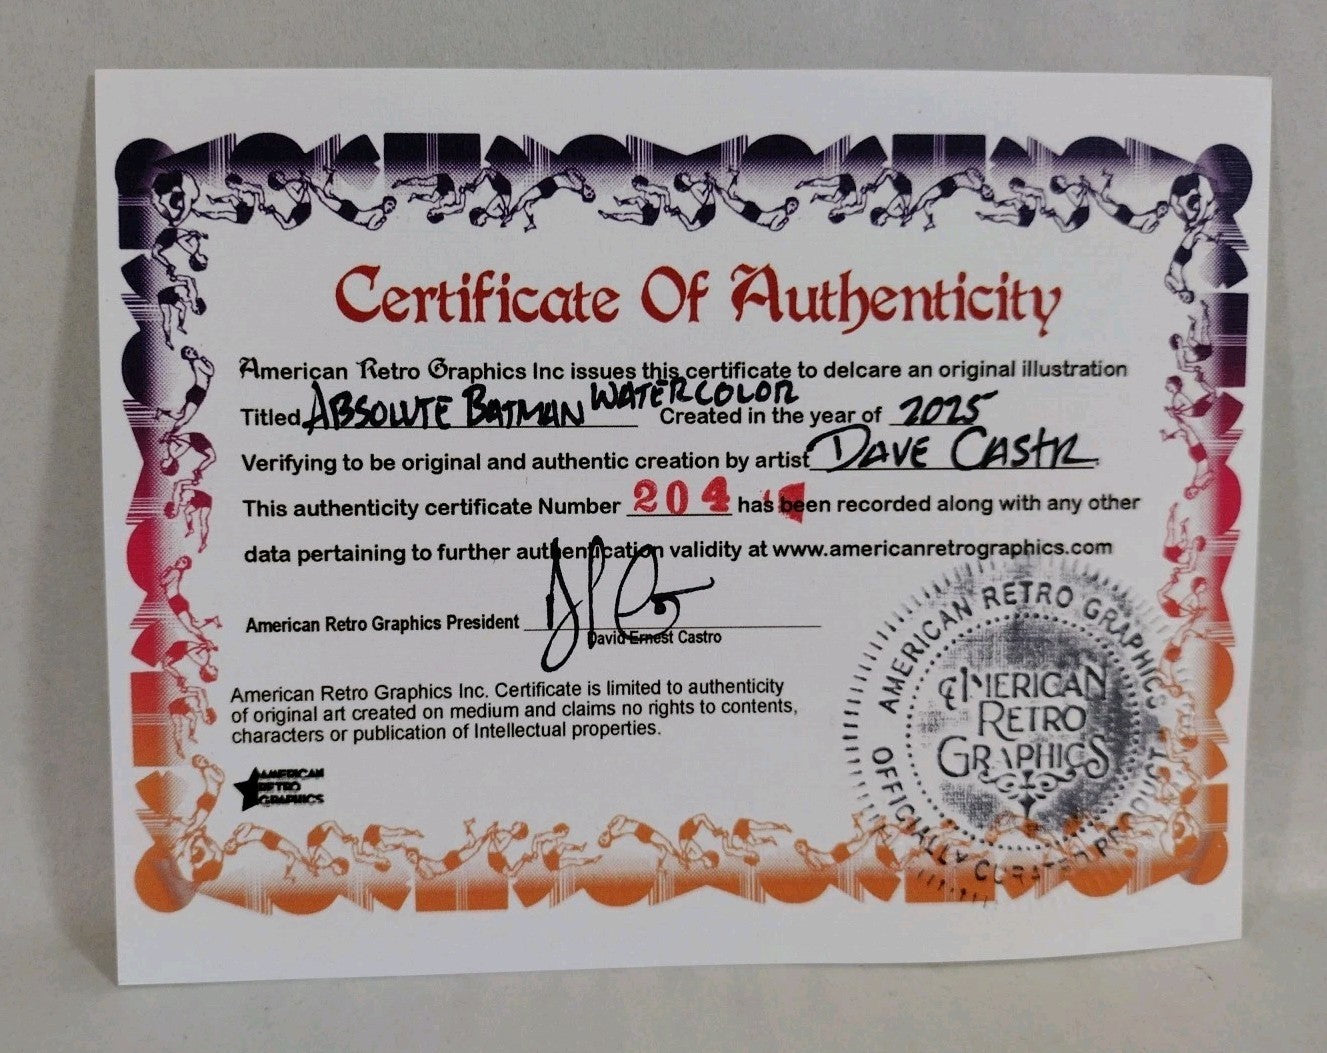 Certificate Of Authenticity
American Retro Graphics Inc issues this certificate to delcare an original illustration
Titled ABSOLUTE BATMAN WATERCOLOR Created in the year of 2025
Verifying to be original and authentic creation by artist DAVE CASTR
This authenticity certificate Number 204 has been recorded along with any other
data pertaining to further authentication validity at www.americanretrographics.com
American Retro Graphics President
David Ernest Castro
American Retro Graphics Inc. Certificate is limited to authenticity
of original art created on medium and claims no rights to contents,
characters or publication of Intellectual properties.
AMERICAN
RETRO
GRAPHICS
AMERICAN RETRO GRAPHICS
AMERICAN
RETRO
GRAPHICS
OFFICIALLY CURATED PRODUCT